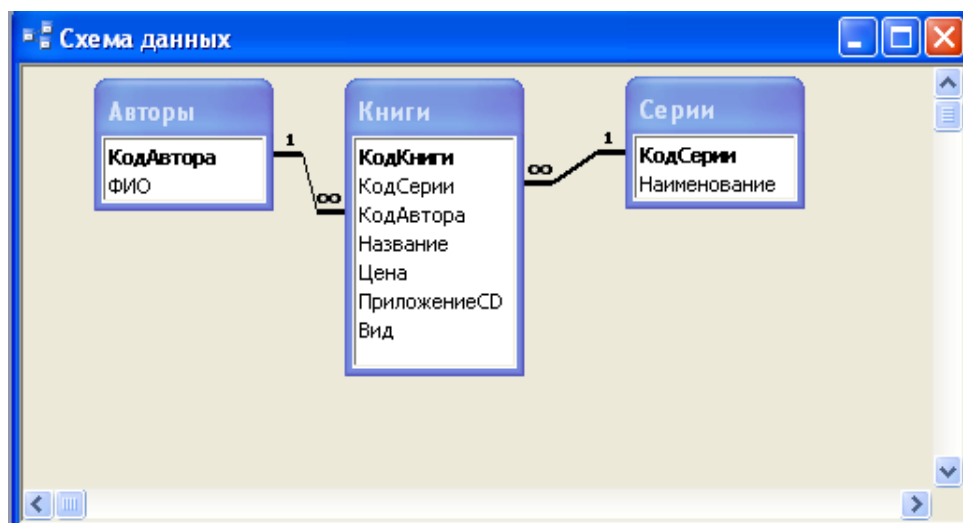 Схема данных
Авторы
КодАвтора
ФИО
1
∞
Книги
КодКниги
КодСерии
КодАвтора
Название
Цена
ПриложениеCD
Вид
∞
1
Серии
КодСерии
Наименование